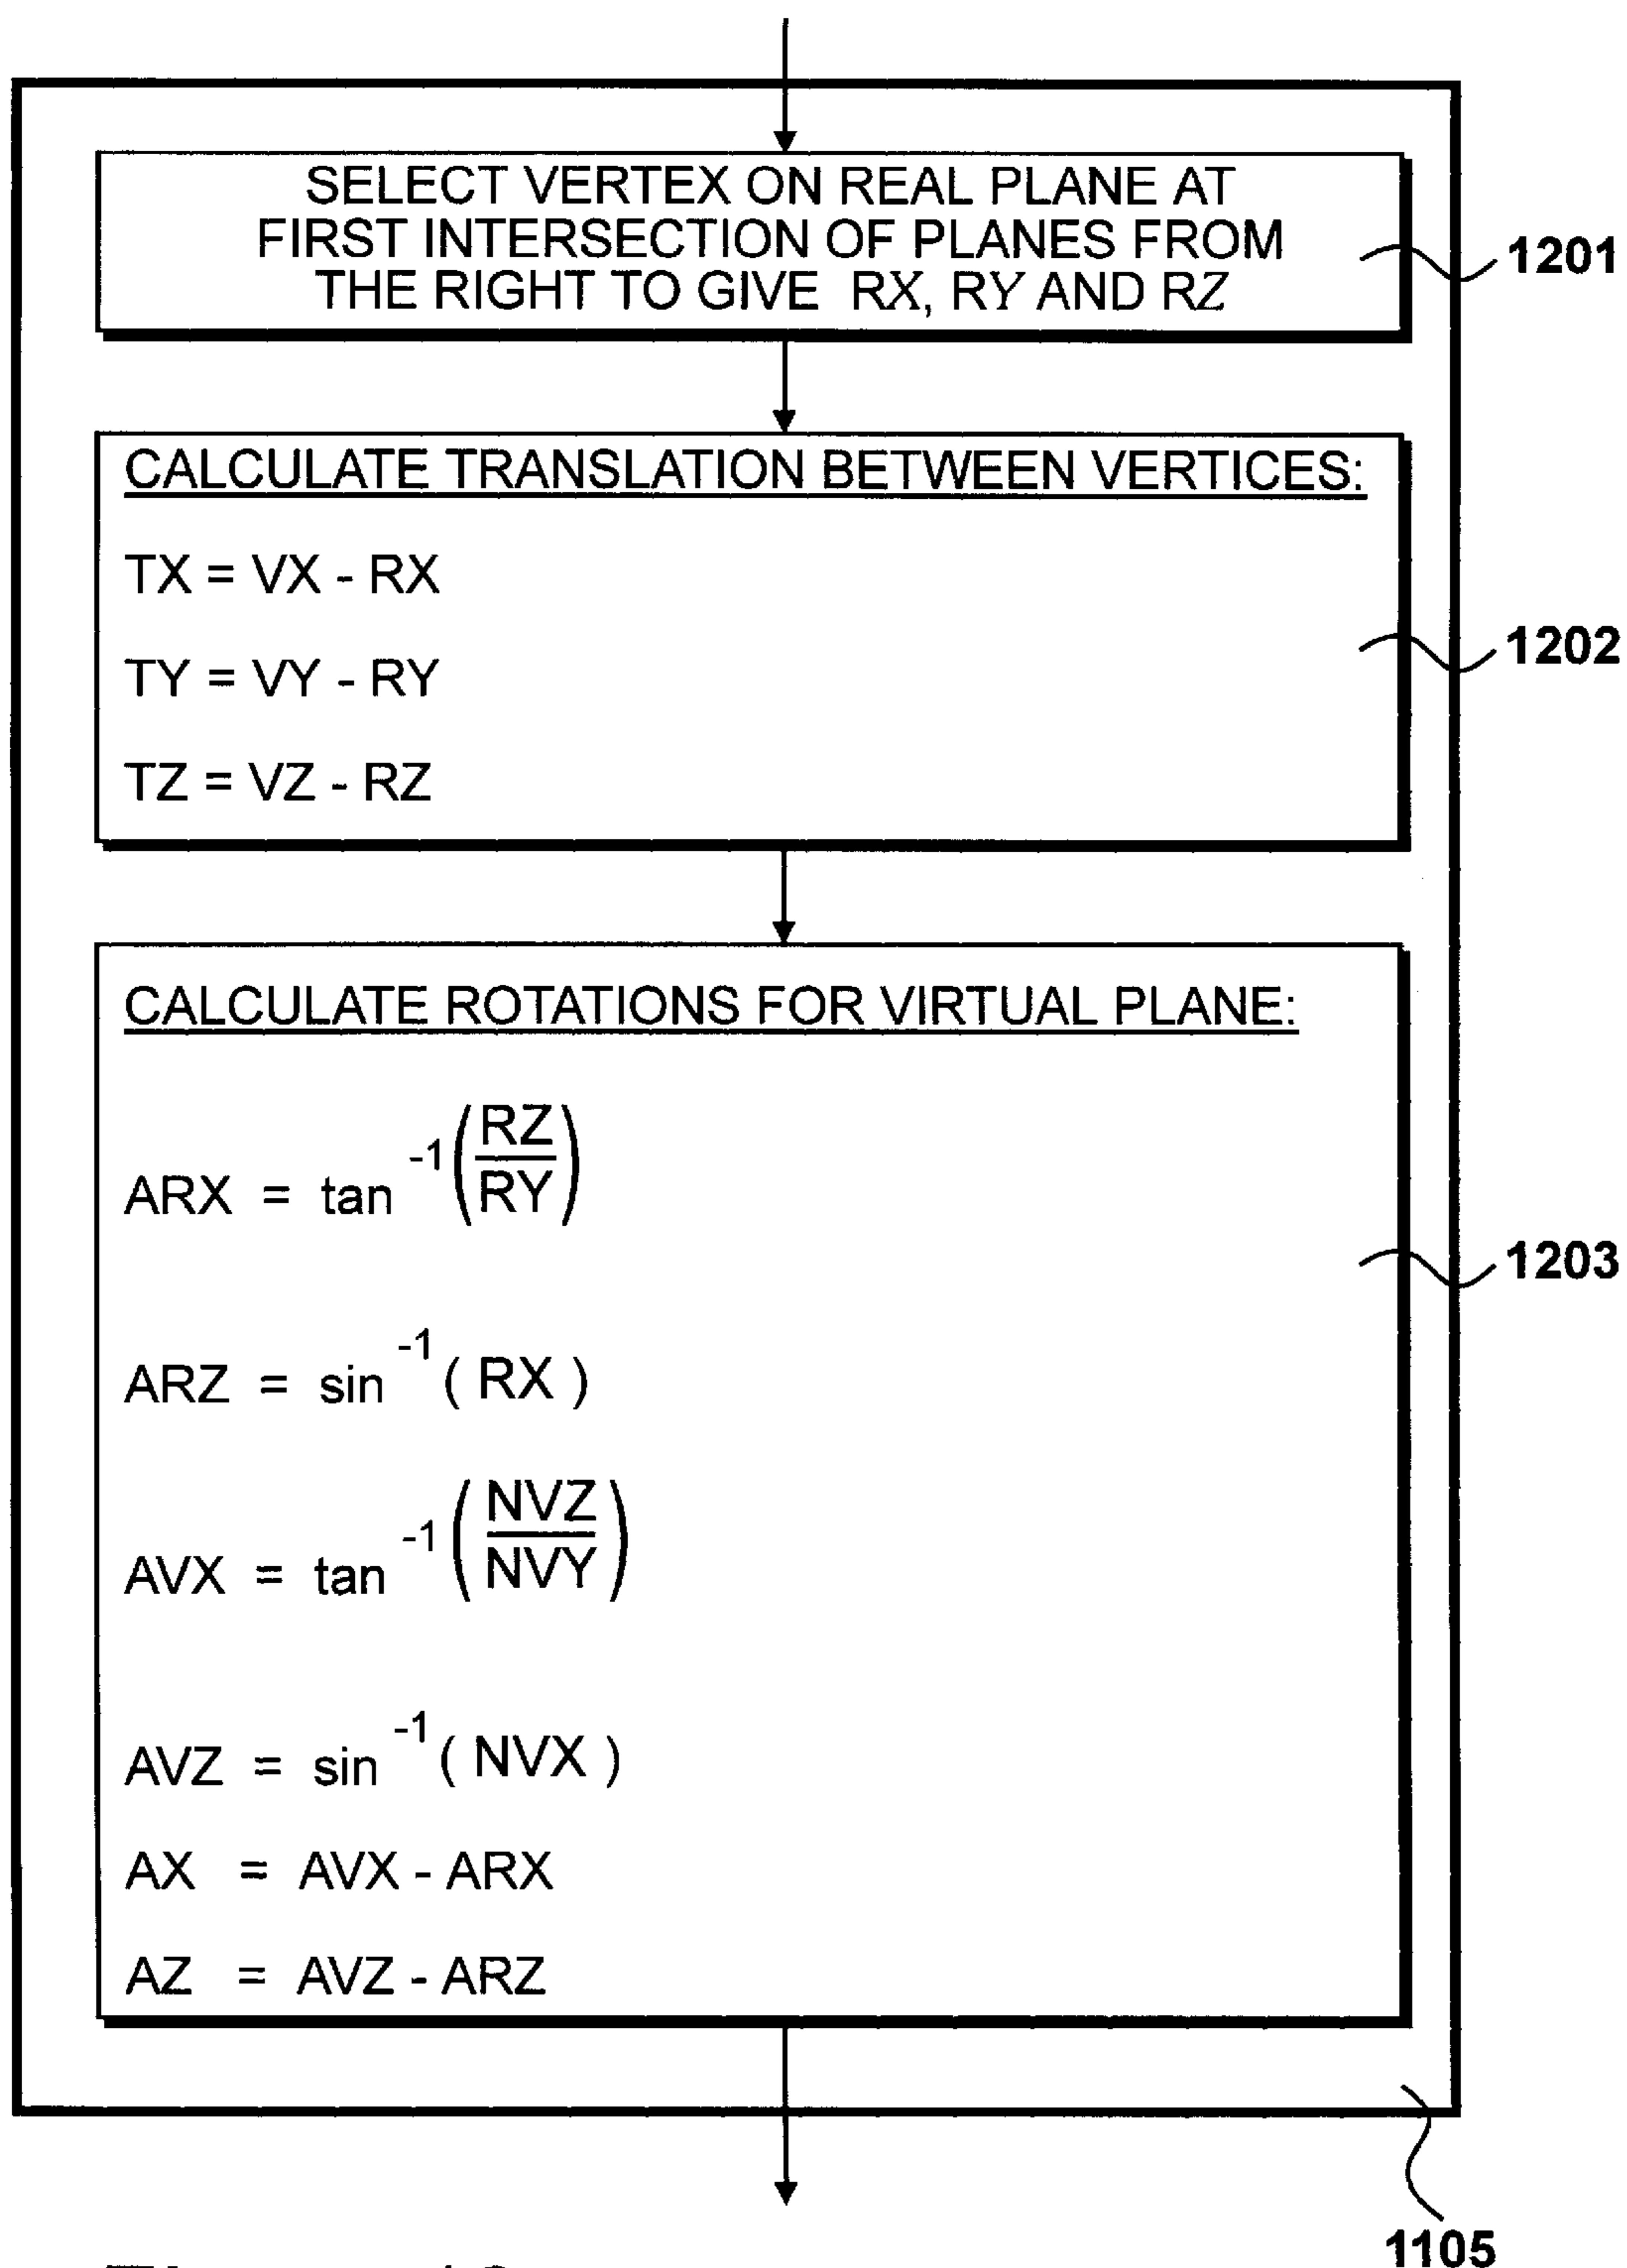 SELECT VERTEX ON REAL PLANE AT
FIRST INTERSECTION OF PLANES FROM
THE RIGHT TO GIVE RX, RY AND RZ
1201
CALCULATE TRANSLATION BETWEEN VERTICES:
TX = VX - RX
TY = VY - RY
TZ = VZ - RZ
1202
CALCULATE ROTATIONS FOR VIRTUAL PLANE:
ARX = tan -1 (RZ / RY)
1203
ARZ = sin -1 ( RX )
AVX = tan -1 (NVZ / NVY)
AVZ = sin -1 ( NVX )
AX = AVX - ARX
AZ = AVZ - ARZ
1105